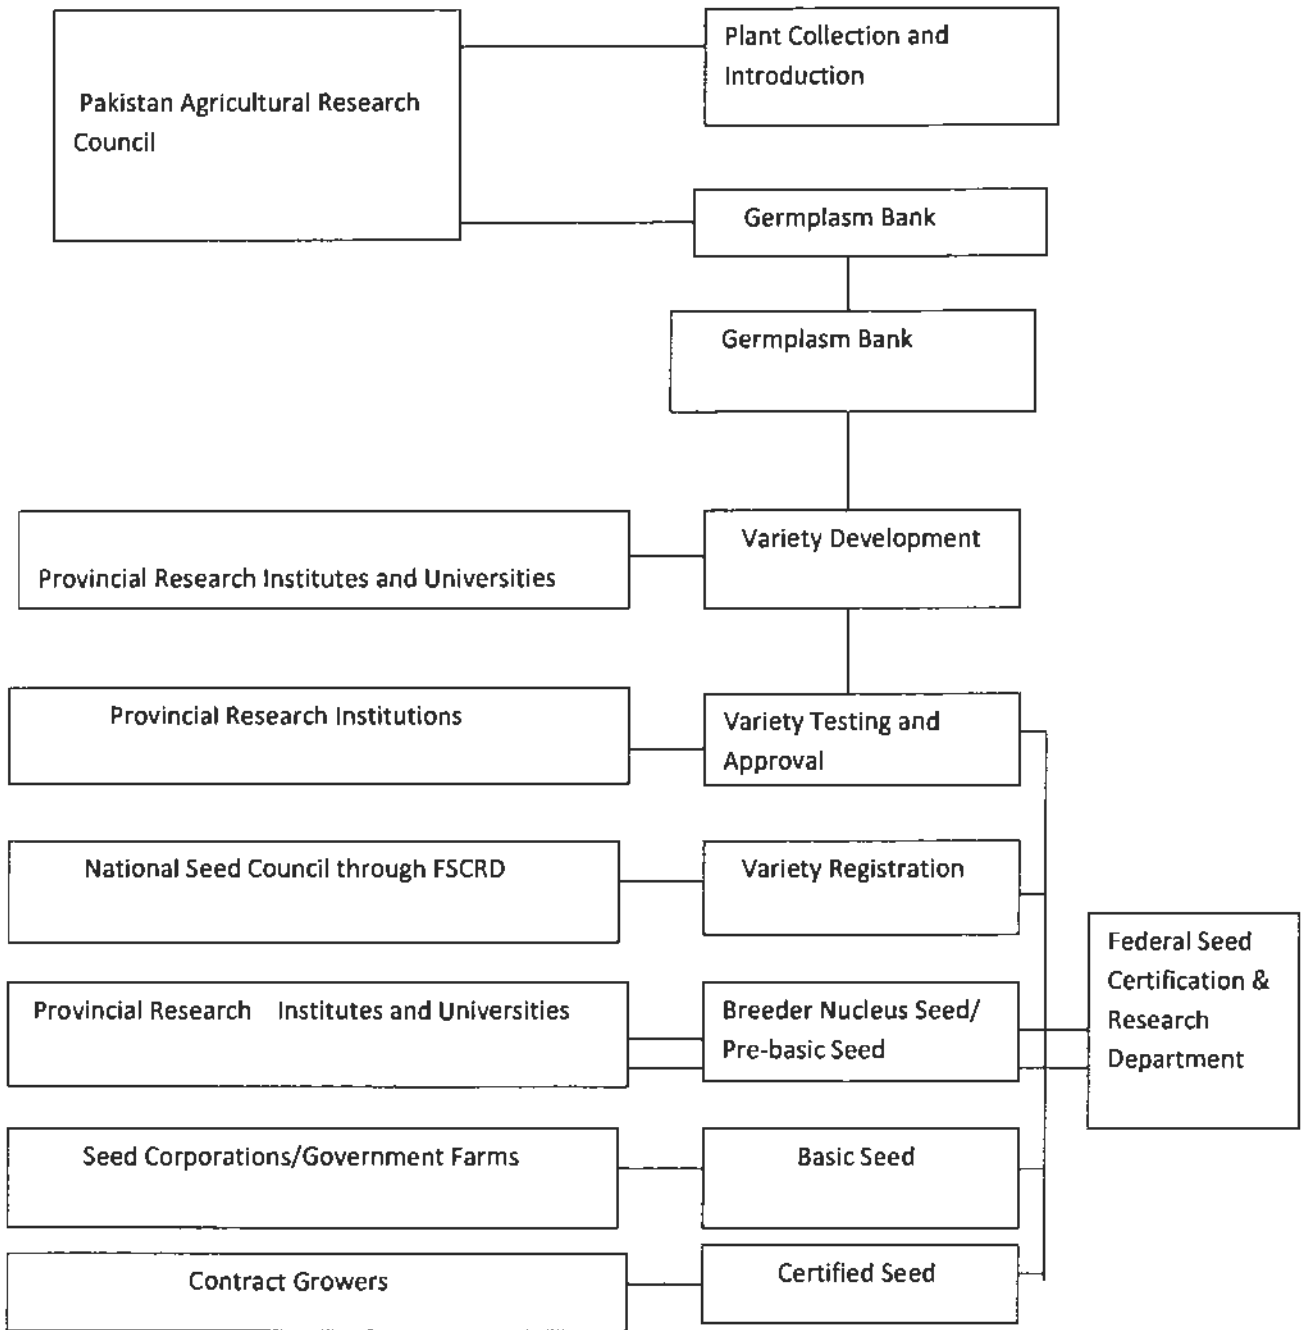 Plant Collection and
Introduction
Pakistan Agricultural Research
Council
Germplasm Bank
Germplasm Bank
Variety Development
Provincial Research Institutes and Universities
Provincial Research Institutions
Variety Testing and
Approval
National Seed Council through FSCRD
Variety Registration
Federal Seed
Certification &
Research
Department
Provincial Research Institutes and Universities
Breeder Nucleus Seed/
Pre-basic Seed
Seed Corporations/Government Farms
Basic Seed
Contract Growers
Certified Seed